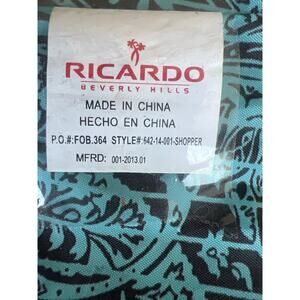 RICARDO
BEVERLY HILLS
MADE IN CHINA
HECHO EN CHINA
P.O.#:FOB.364 STYLE#:642-14-001-SHOPPER
MFRD: 001-2013.01